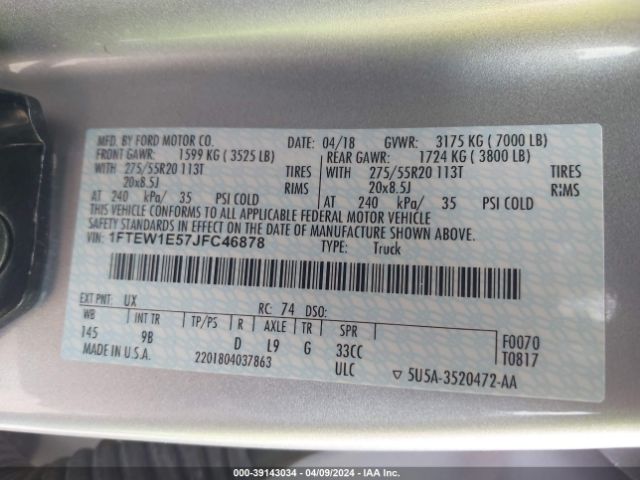 MFD. BY FORD MOTOR CO. DATE: 04/18 GVWR: 3175 KG ( 7000 LB)
FRONT GAWR: 1599 KG ( 3525 LB) REAR GAWR: 1724 KG ( 3800 LB)
WITH 275/55R20 113T TIRES WITH 275/55R20 113T TIRES
20x8.5J RIMS 20x8.5J RIMS
AT 240 kPa/ 35 PSI COLD AT 240 kPa/ 35 PSI COLD
THIS VEHICLE CONFORMS TO ALL APPLICABLE FEDERAL MOTOR VEHICLE
SAFETY STANDARDS IN EFFECT ON THE DATE OF MANUFACTURE SHOWN ABOVE.
VIN: 1FTEW1E57JFC46878 TYPE: Truck
EXT PNT: UX RC: 74 DSO:
WB INT TR TP/PS R AXLE TR SPR F0070
145 9B D L9 G 33CC T0817
MADE IN U.S.A. 2201804037863 ULC ▽ 5U5A-3520472-AA
000-39143034 / 04/09/2024 - IAA Inc.